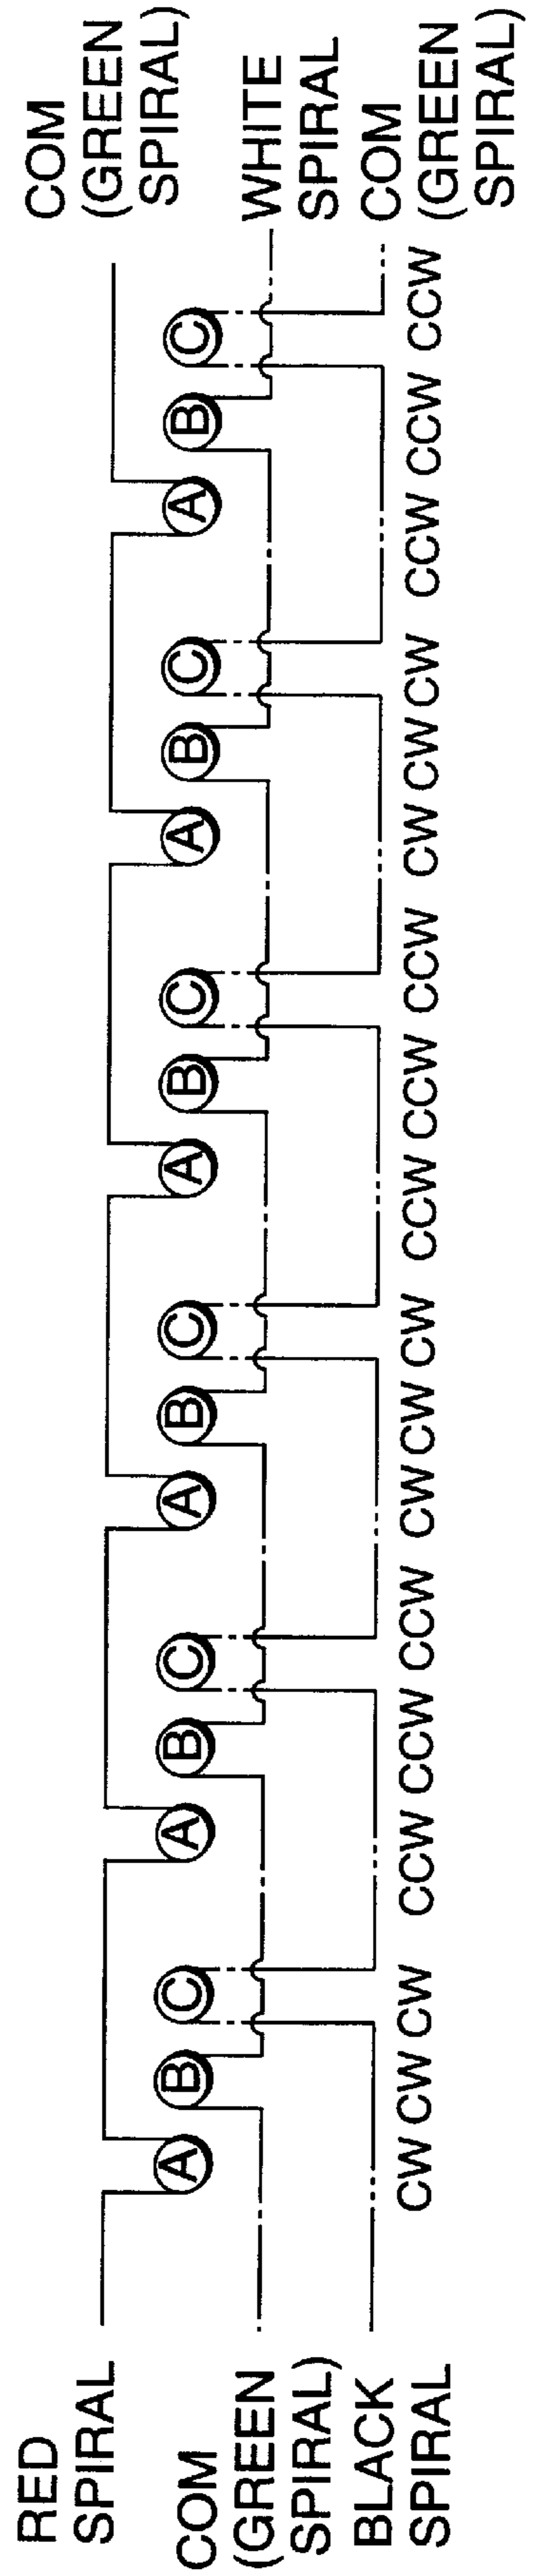 RED
SPIRAL
COM
(GREEN
SPIRAL)
BLACK
SPIRAL
A B C A B C A B C A B C A B C A B C
CW CW CW CCW CCW CCW CW CW CW CCW CCW CCW CW CW CW CCW CCW CCW
COM
(GREEN
SPIRAL)
WHITE
SPIRAL
COM
(GREEN
SPIRAL)